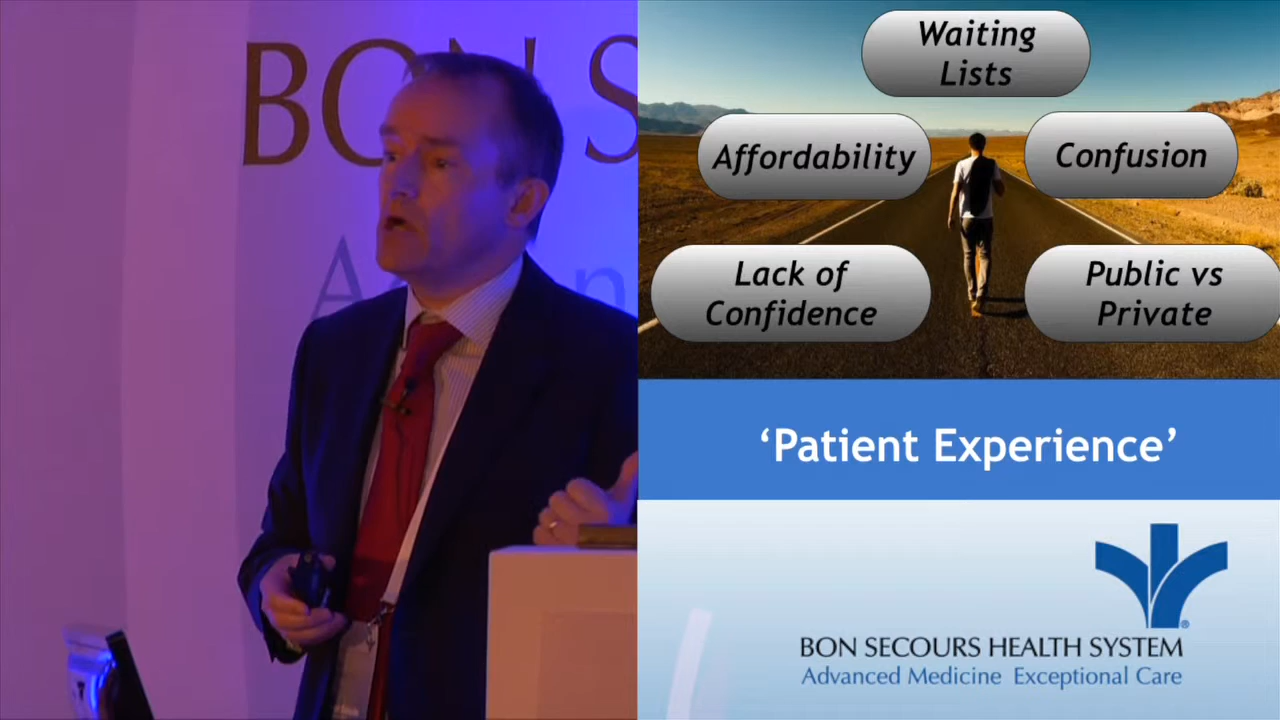 BON S
Waiting
Lists
Affordability
Confusion
Lack of
Confidence
Public vs
Private
‘Patient Experience’
BON SECOURS HEALTH SYSTEM
Advanced Medicine Exceptional Care